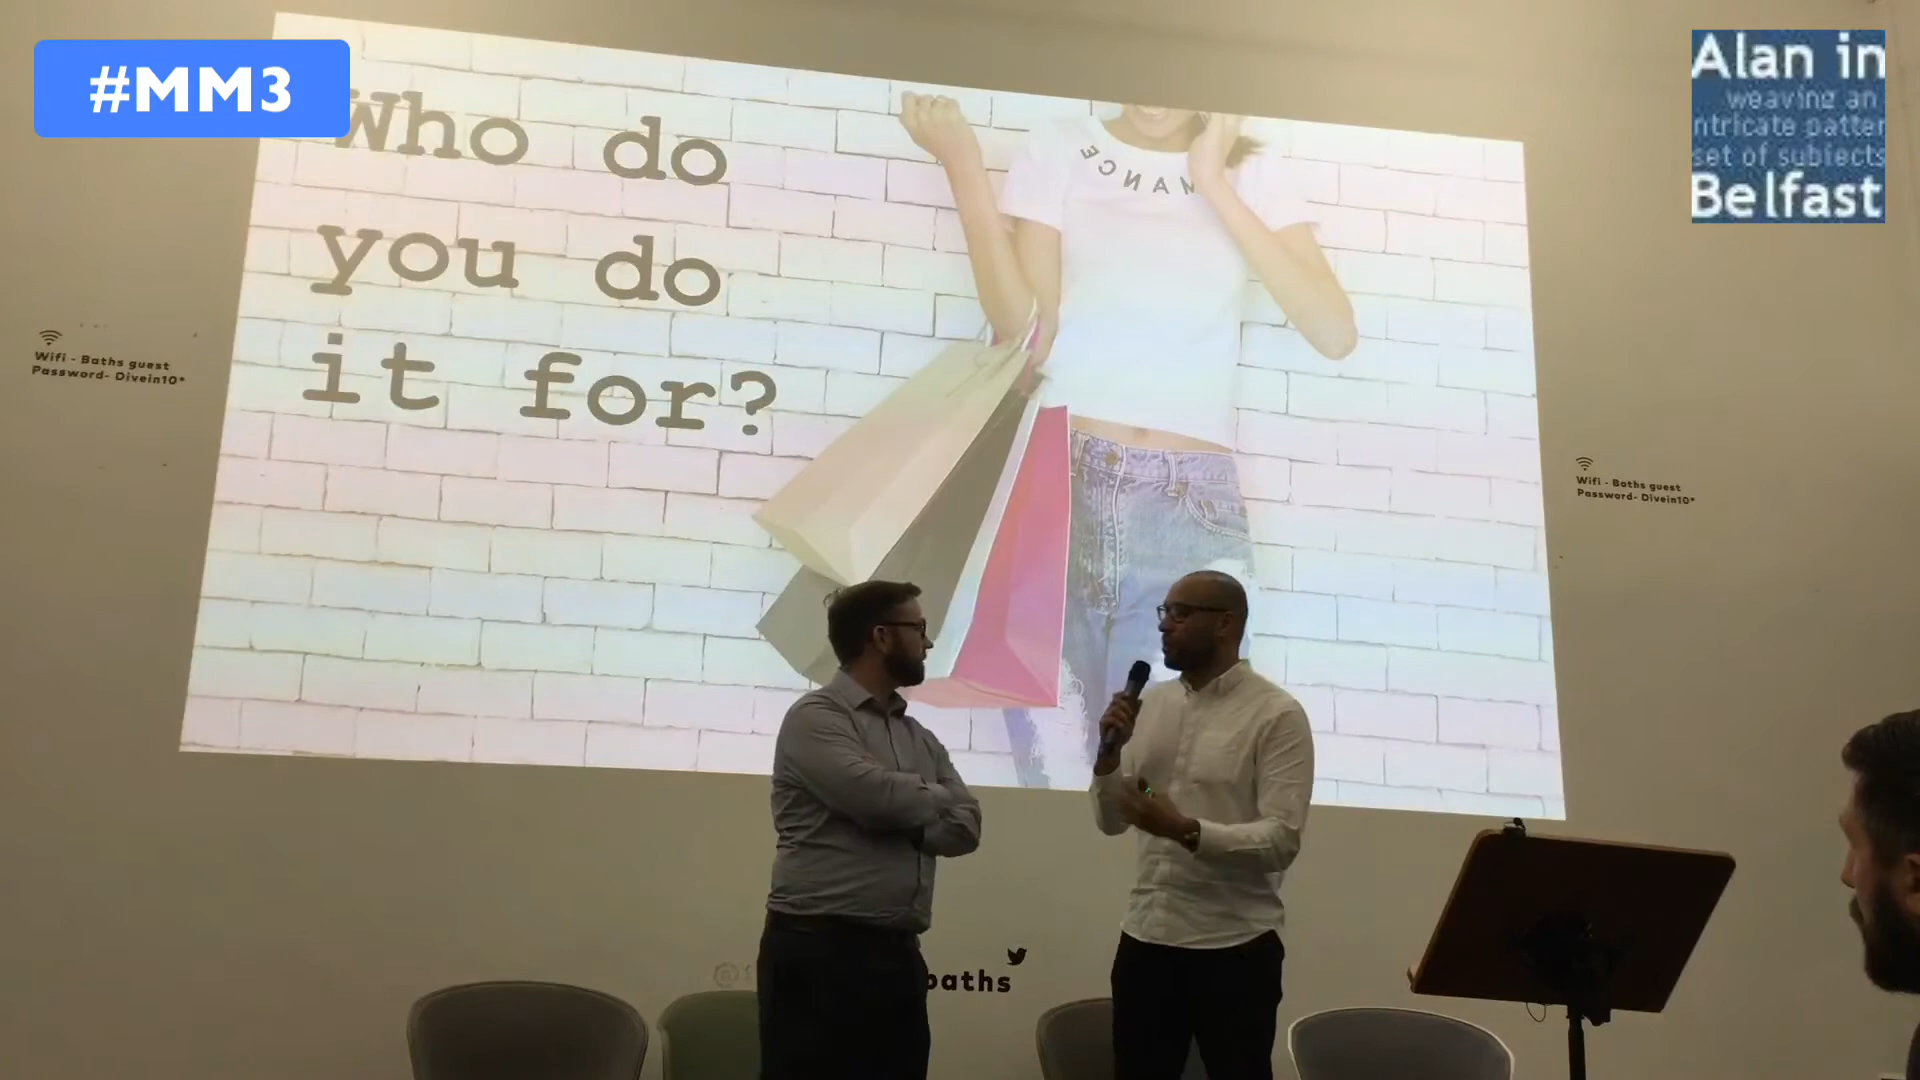 #MM3
Who do
you do
it for?
Alan in
weaving an
ntricate patter
set of subjects
Belfast
Wifi - Baths guest
Password- Divein10*
Wifi - Baths guest
Password- Divein10*
baths